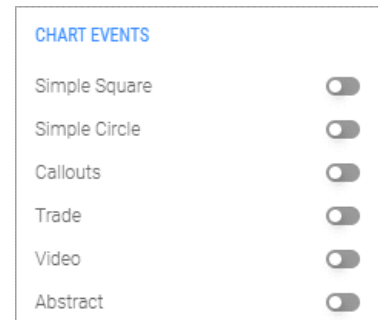 CHART EVENTS
Simple Square
Simple Circle
Callouts
Trade
Video
Abstract